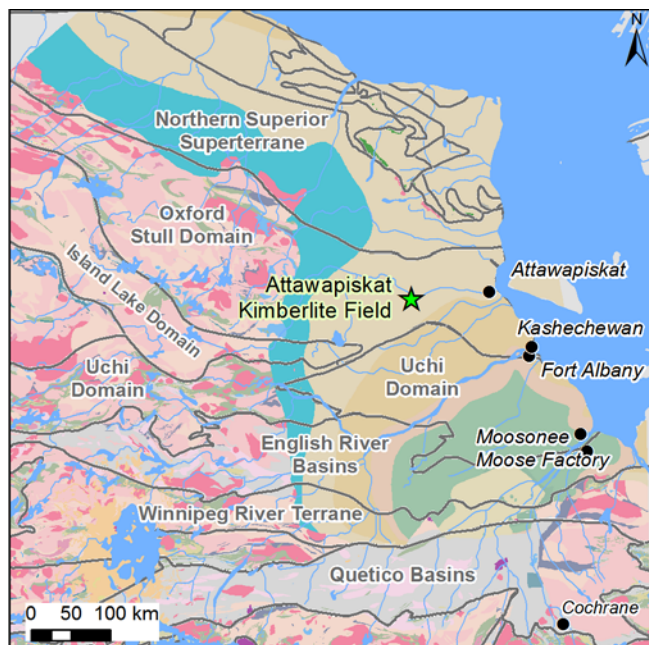 N
Northern Superior
Superterrane
Oxford
Stull Domain
Island Lake Domain
Attawapiskat
Kimberlite Field
Attawapiskat
Kashechewan
Fort Albany
Uchi
Domain
Uchi
Domain
English River
Basins
Moosonee
Moose Factory
Winnipeg River Terrane
Quetico Basins
Cochrane
0 50 100 km